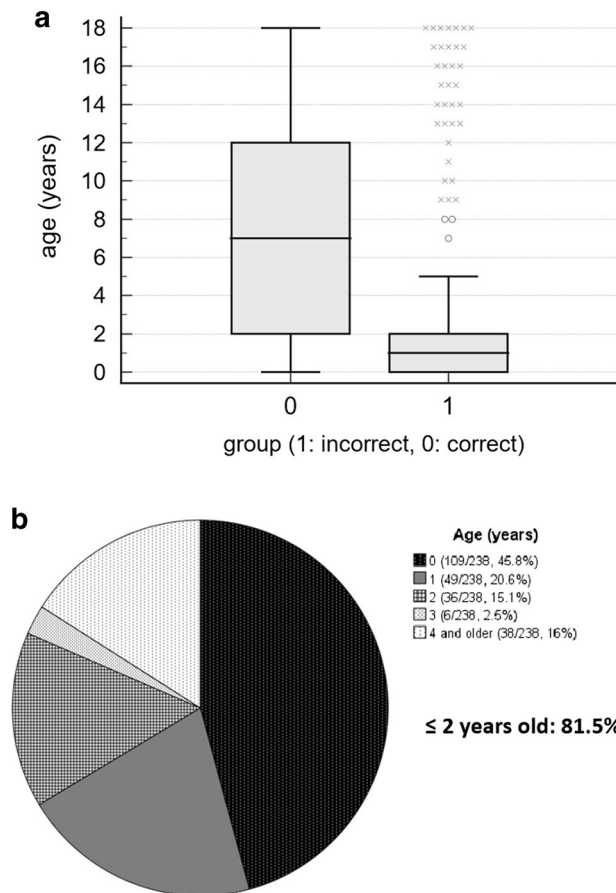 a
age (years)
18
16
14
12
10
8
6
4
2
0
0 1
group (1: incorrect, 0: correct)
b
Age (years)
0 (109/238, 45.8%)
1 (49/238, 20.6%)
2 (36/238, 15.1%)
3 (6/238, 2.5%)
4 and older (38/238, 16%)
≤ 2 years old: 81.5%